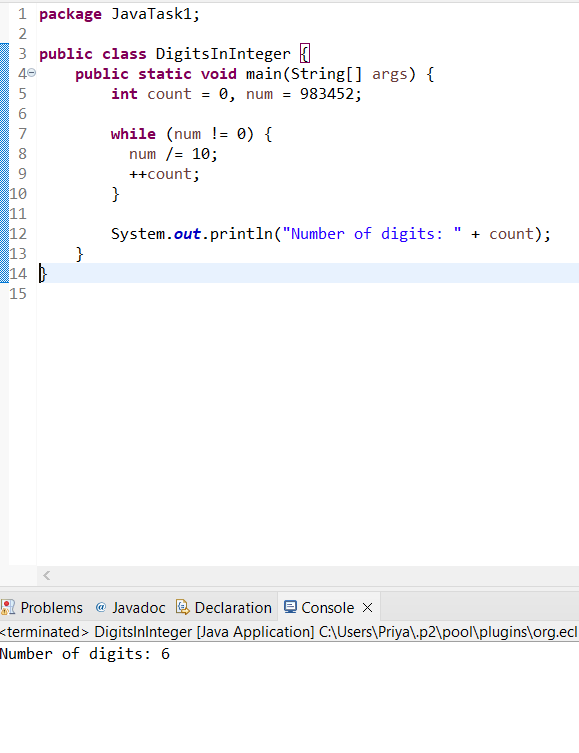 1 package JavaTask1;
2
3 public class DigitsInInteger {
4 public static void main(String[] args) {
5 int count = 0, num = 983452;
6
7 while (num != 0) {
8 num /= 10;
9 ++count;
10 }
11
12 System.out.println("Number of digits: " + count);
13 }
14 }
15
Problems @ Javadoc Declaration Console
<terminated> DigitsInInteger [Java Application] C:\Users\Priya\.p2\pool\plugins\org.ecl
Number of digits: 6